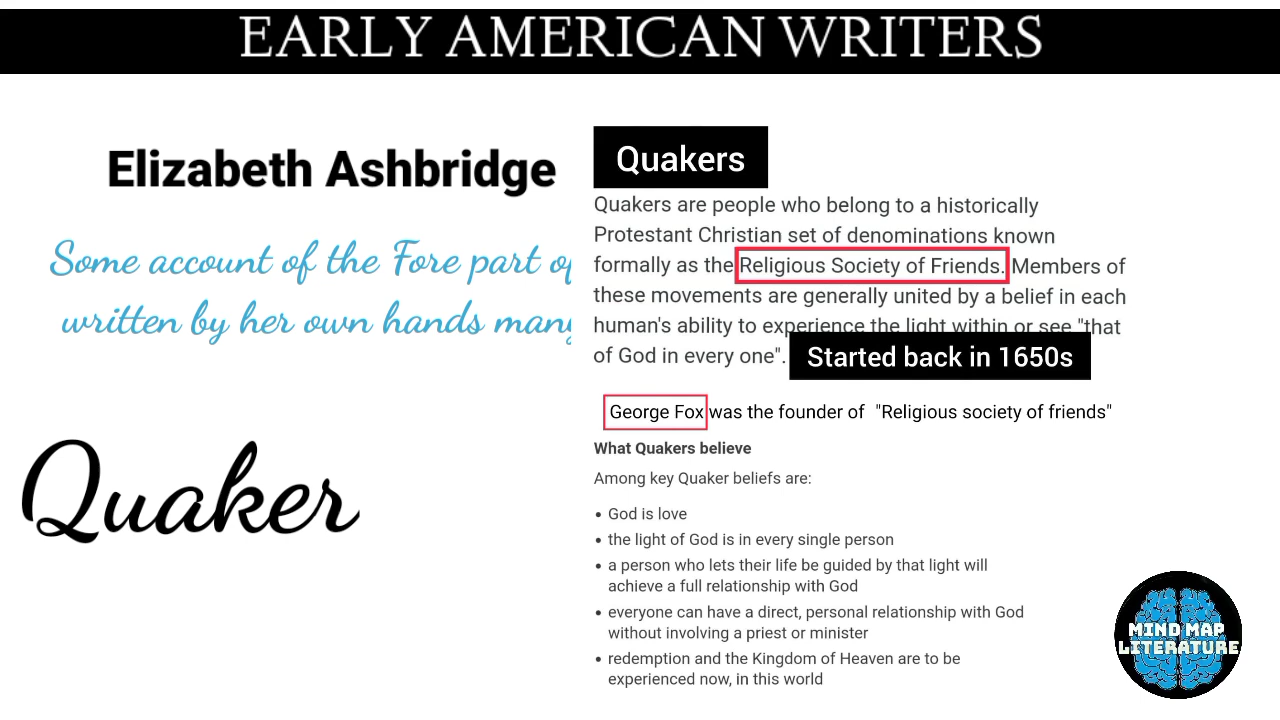 EARLY AMERICAN WRITERS
Elizabeth Ashbridge
Some account of the Fore part of
written by her own hands many
Quaker
Quakers
Quakers are people who belong to a historically
Protestant Christian set of denominations known
formally as the Religious Society of Friends. Members of
these movements are generally united by a belief in each
human's ability to experience the light within or see "that
of God in every one".
Started back in 1650s
George Fox was the founder of "Religious society of friends"
What Quakers believe
Among key Quaker beliefs are:
• God is love
• the light of God is in every single person
• a person who lets their life be guided by that light will
achieve a full relationship with God
• everyone can have a direct, personal relationship with God
without involving a priest or minister
• redemption and the Kingdom of Heaven are to be
experienced now, in this world
MIND MAP
LITERATURE